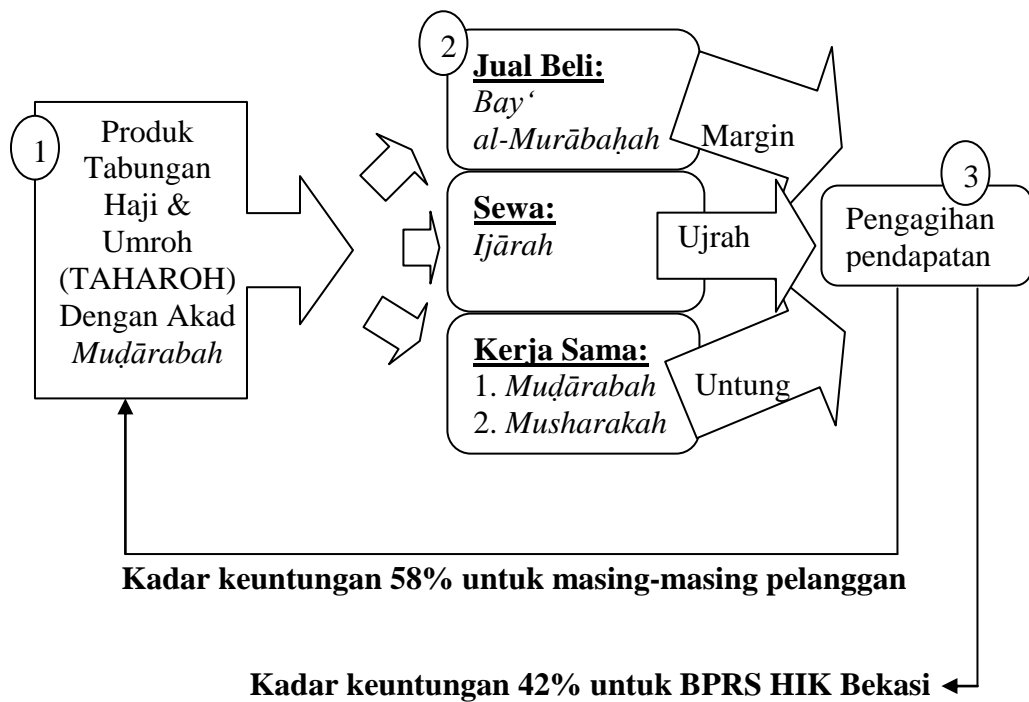 1
Produk
Tabungan
Haji &
Umroh
(TAHAROH)
Dengan Akad
Muḍārabah
2
Jual Beli:
Bay‘
al-Murābaḥah
Margin
Sewa:
Ijārah
Ujrah
Kerja Sama:
1. Muḍārabah
2. Musharakah
Untung
3
Pengagihan
pendapatan
Kadar keuntungan 58% untuk masing-masing pelanggan
Kadar keuntungan 42% untuk BPRS HIK Bekasi